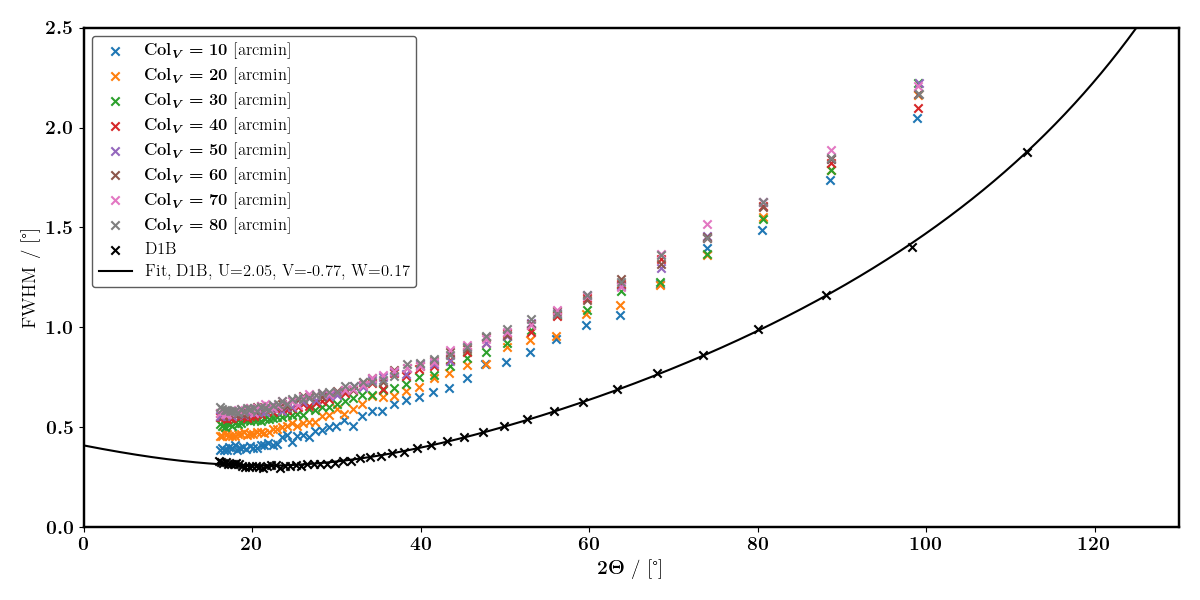 2.5
2.0
1.5
1.0
0.5
0.0
FWHM / [°]
Col_V = 10 [arcmin]
Col_V = 20 [arcmin]
Col_V = 30 [arcmin]
Col_V = 40 [arcmin]
Col_V = 50 [arcmin]
Col_V = 60 [arcmin]
Col_V = 70 [arcmin]
Col_V = 80 [arcmin]
D1B
Fit, D1B, U=2.05, V=-0.77, W=0.17
0 20 40 60 80 100 120
2Θ / [°]